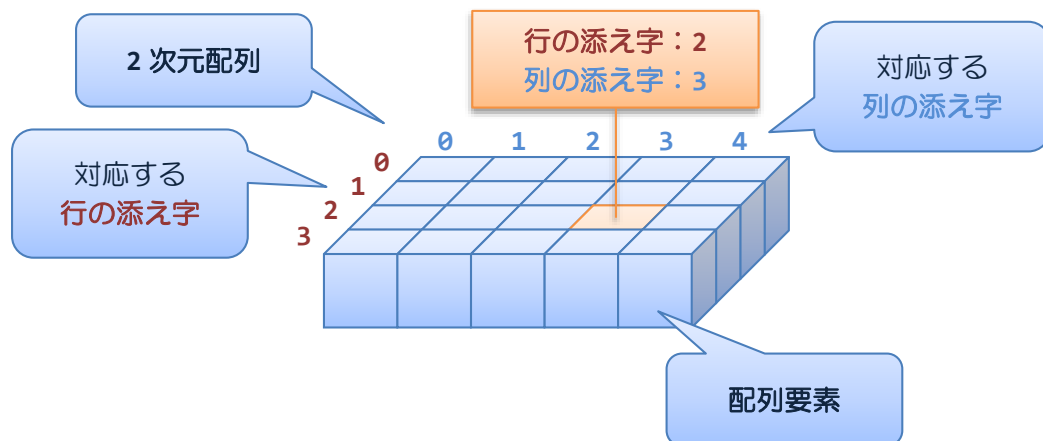 2 次元配列
行の添え字：2
列の添え字：3
対応する
列の添え字
対応する
行の添え字
0 1 2 3 4
0
1
2
3
配列要素